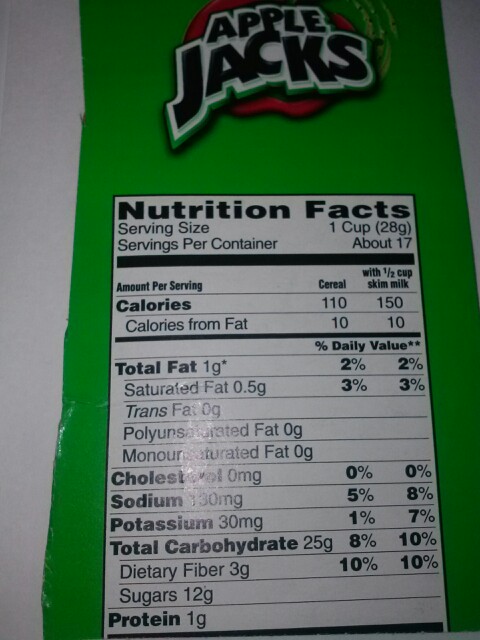 APPLE
JACKS
Nutrition Facts
Serving Size 1 Cup (28g)
Servings Per Container About 17
Amount Per Serving Cereal with 1/2 cup skim milk
Calories 110 150
Calories from Fat 10 10
% Daily Value**
Total Fat 1g* 2% 2%
Saturated Fat 0.5g 3% 3%
Trans Fat 0g
Polyunsaturated Fat 0g
Monounsaturated Fat 0g
Cholesterol 0mg 0% 0%
Sodium 130mg 5% 8%
Potassium 30mg 1% 7%
Total Carbohydrate 25g 8% 10%
Dietary Fiber 3g 10% 10%
Sugars 12g
Protein 1g